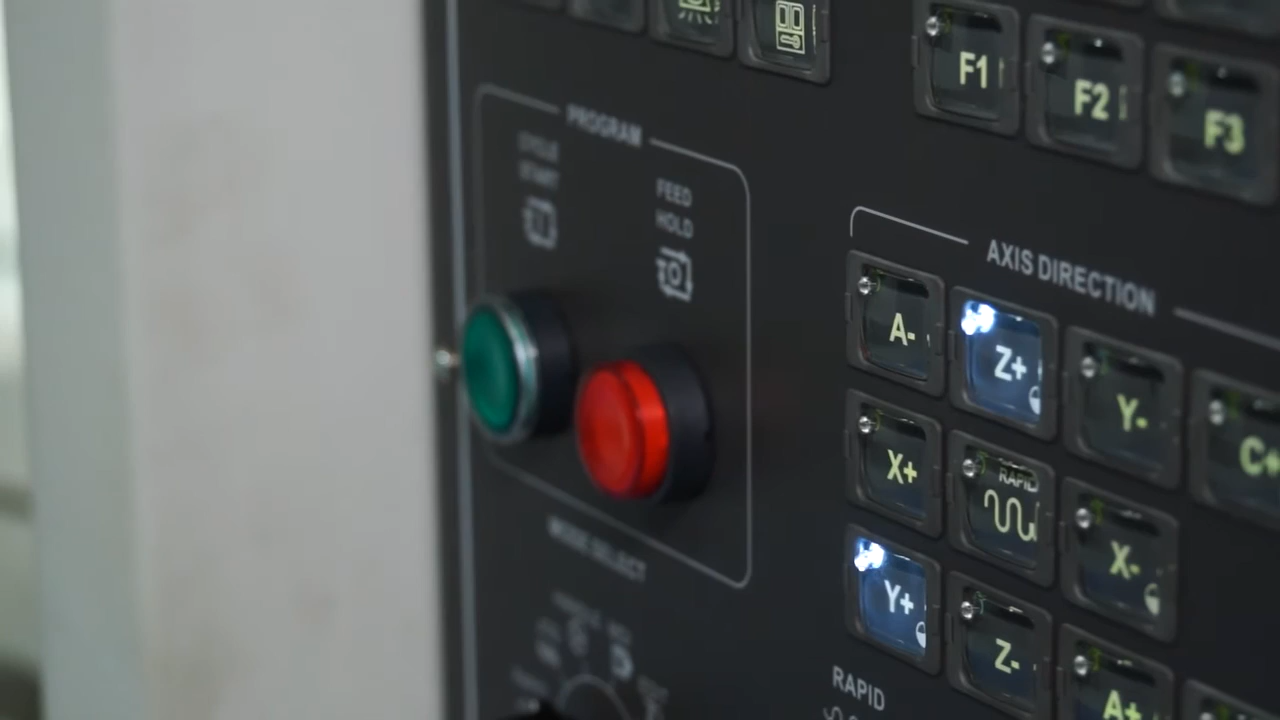 F1
F2
F3
PROGRAM
CYCLE
START
FEED
HOLD
AXIS DIRECTION
A-
Z+
Y-
C+
X+
RAPID
X-
Y+
Z-
A+
MODE SELECT
RAPID